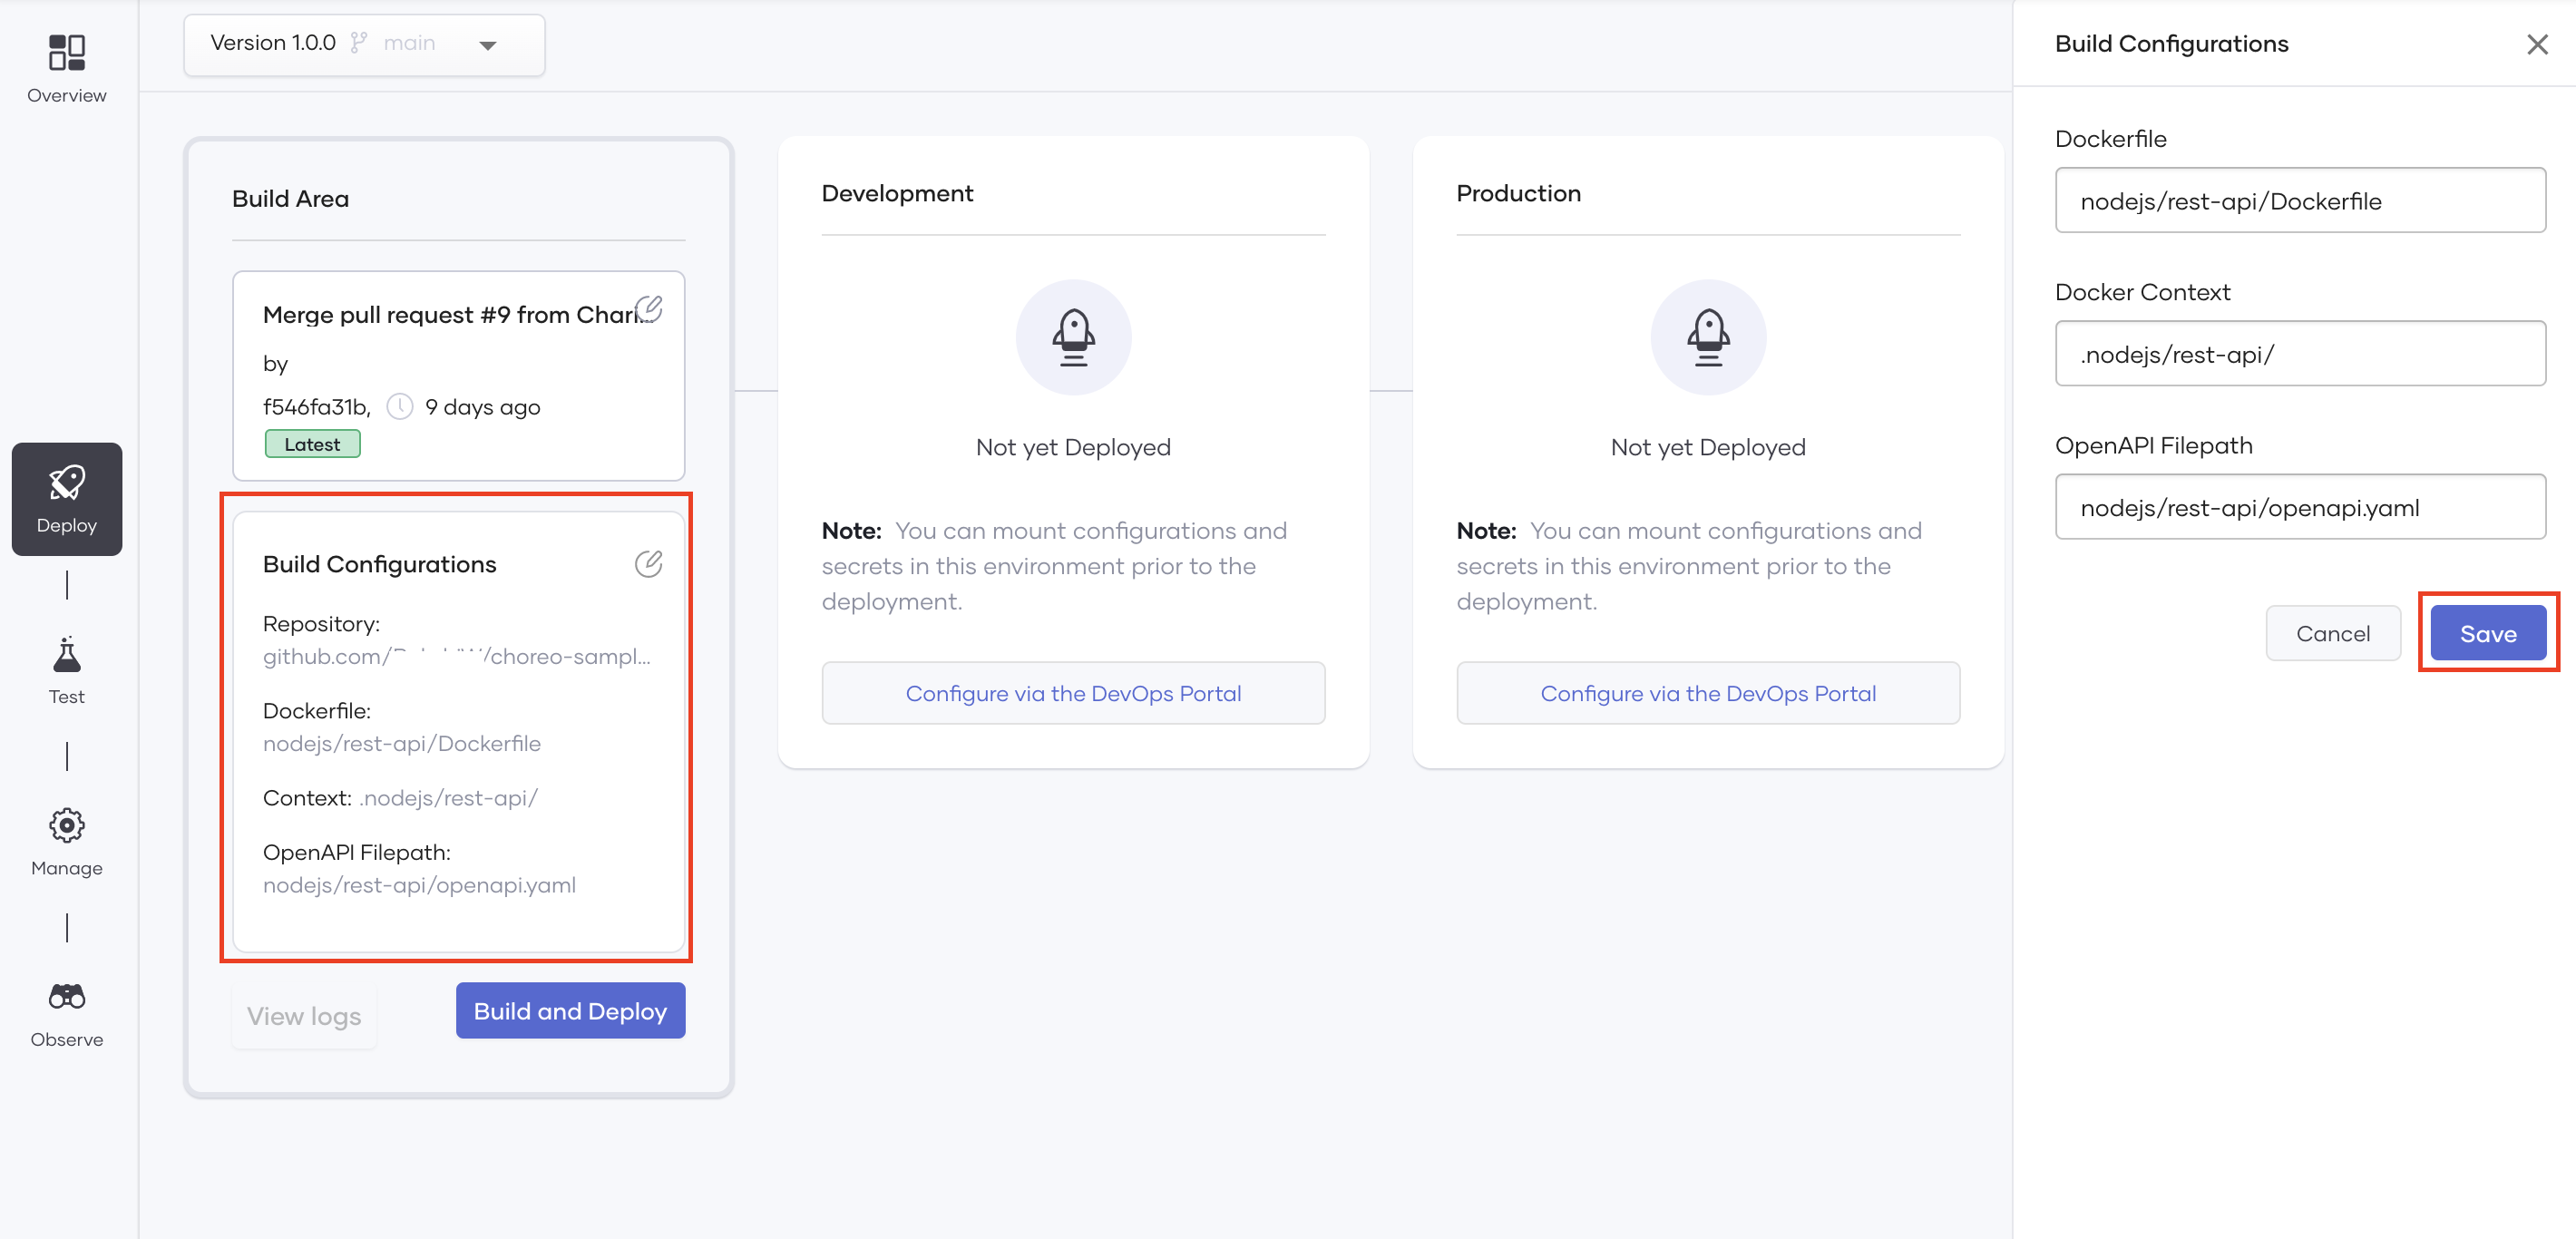 Overview
Deploy
Test
Manage
Observe
Version 1.0.0 main
Build Area
Merge pull request #9 from Chari...
by
f546fa31b, 9 days ago
Latest
Build Configurations
Repository:
github.com/ /choreo-sampl...
Dockerfile:
nodejs/rest-api/Dockerfile
Context: .nodejs/rest-api/
OpenAPI Filepath:
nodejs/rest-api/openapi.yaml
View logs
Build and Deploy
Development
Not yet Deployed
Note: You can mount configurations and
secrets in this environment prior to the
deployment.
Configure via the DevOps Portal
Production
Not yet Deployed
Note: You can mount configurations and
secrets in this environment prior to the
deployment.
Configure via the DevOps Portal
Build Configurations
Dockerfile
nodejs/rest-api/Dockerfile
Docker Context
.nodejs/rest-api/
OpenAPI Filepath
nodejs/rest-api/openapi.yaml
Cancel
Save